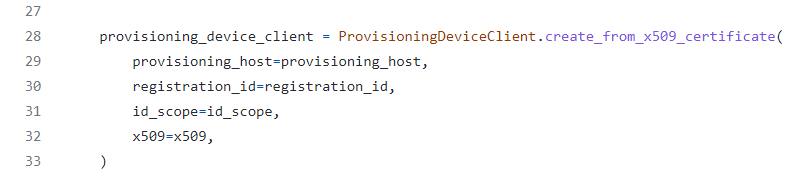 27
28 provisioning_device_client = ProvisioningDeviceClient.create_from_x509_certificate(
29 provisioning_host=provisioning_host,
30 registration_id=registration_id,
31 id_scope=id_scope,
32 x509=x509,
33 )